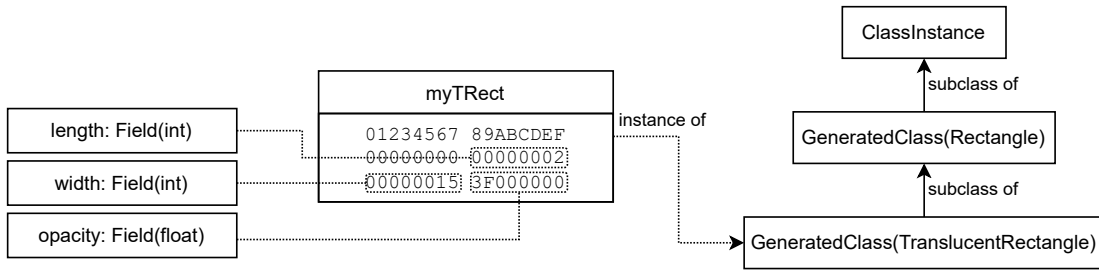 ClassInstance
subclass of
myTRect
length: Field(int)
instance of
01234567 89ABCDEF
GeneratedClass(Rectangle)
00000000 00000002
width: Field(int)
00000015 3F000000
subclass of
opacity: Field(float)
GeneratedClass(TranslucentRectangle)